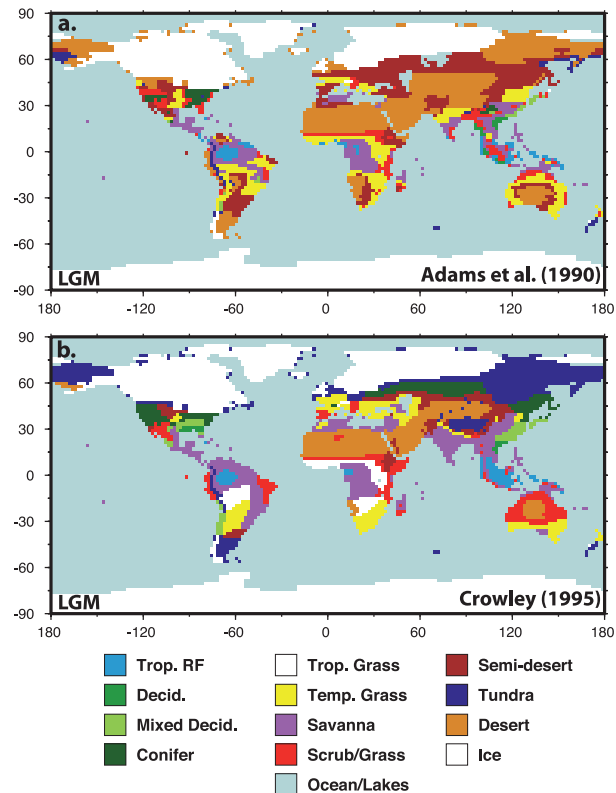 90
a.
60
30
0
-30
-60
LGM
Adams et al. (1990)
-90
180 -120 -60 0 60 120 180
90
b.
60
30
0
-30
-60
LGM
Crowley (1995)
-90
180 -120 -60 0 60 120 180
Trop. RF Trop. Grass Semi-desert
Decid. Temp. Grass Tundra
Mixed Decid. Savanna Desert
Conifer Scrub/Grass Ice
Ocean/Lakes